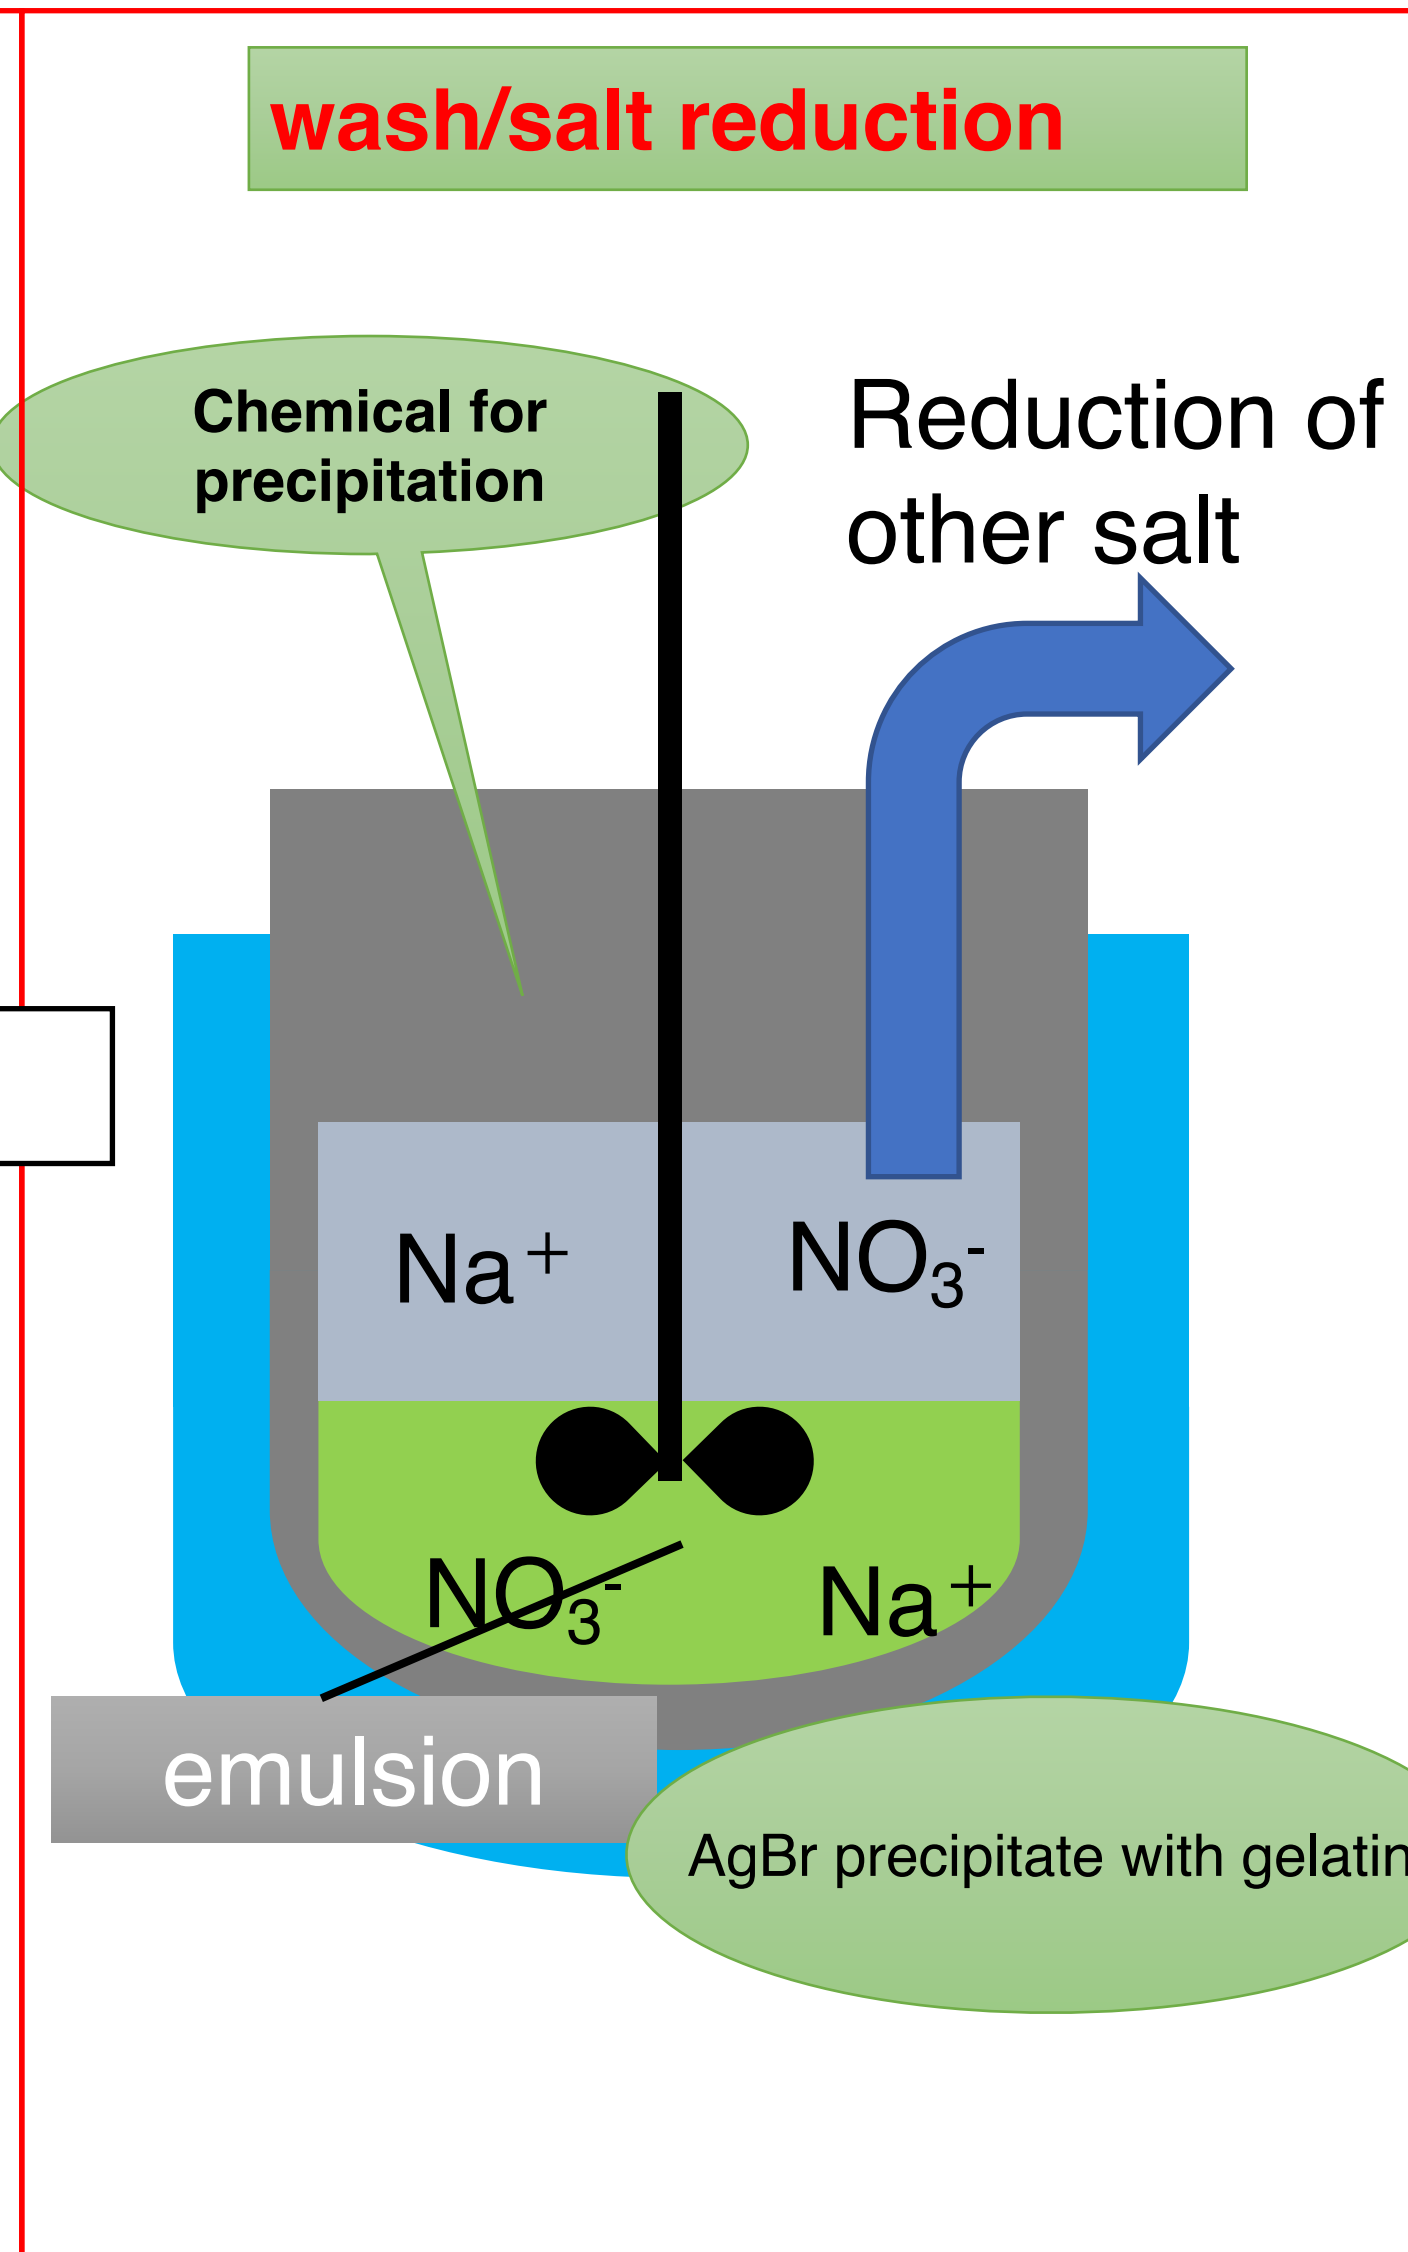 wash/salt reduction
Chemical for
precipitation
Reduction of
other salt
Na⁺
NO₃⁻
NO₃⁻
Na⁺
emulsion
AgBr precipitate with gelatin